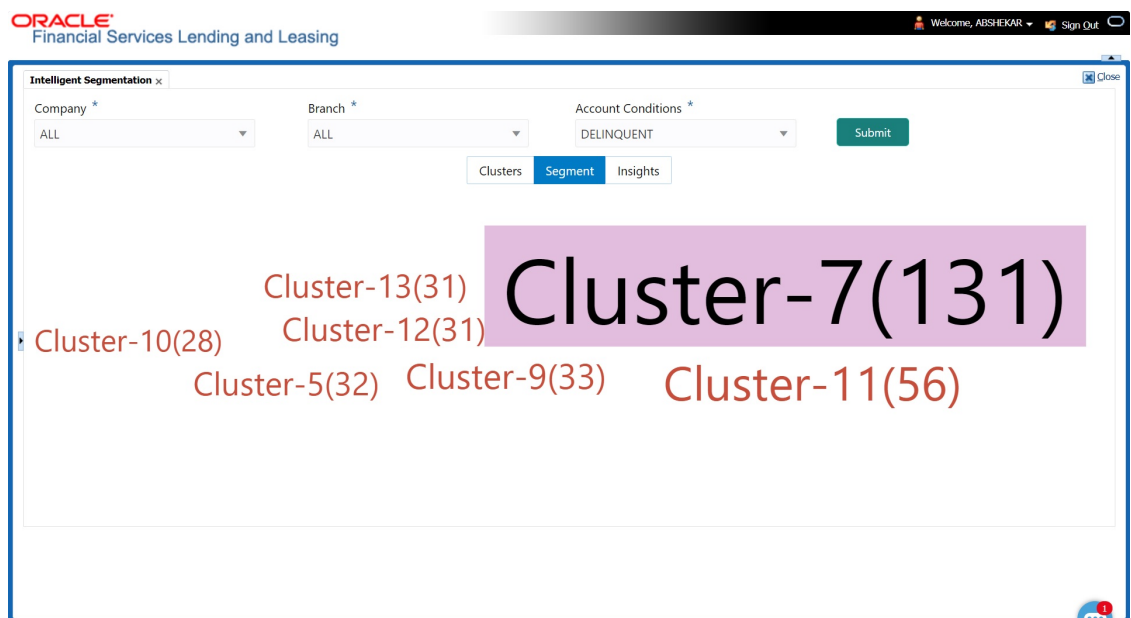 ORACLE
Financial Services Lending and Leasing
Welcome, ABSHEKAR
Sign Out
Intelligent Segmentation ×
Close
Company *
Branch *
Account Conditions *
ALL
ALL
DELINQUENT
Submit
Clusters
Segment
Insights
Cluster-7(131)
Cluster-13(31)
Cluster-12(31)
Cluster-10(28)
Cluster-5(32)
Cluster-9(33)
Cluster-11(56)
1